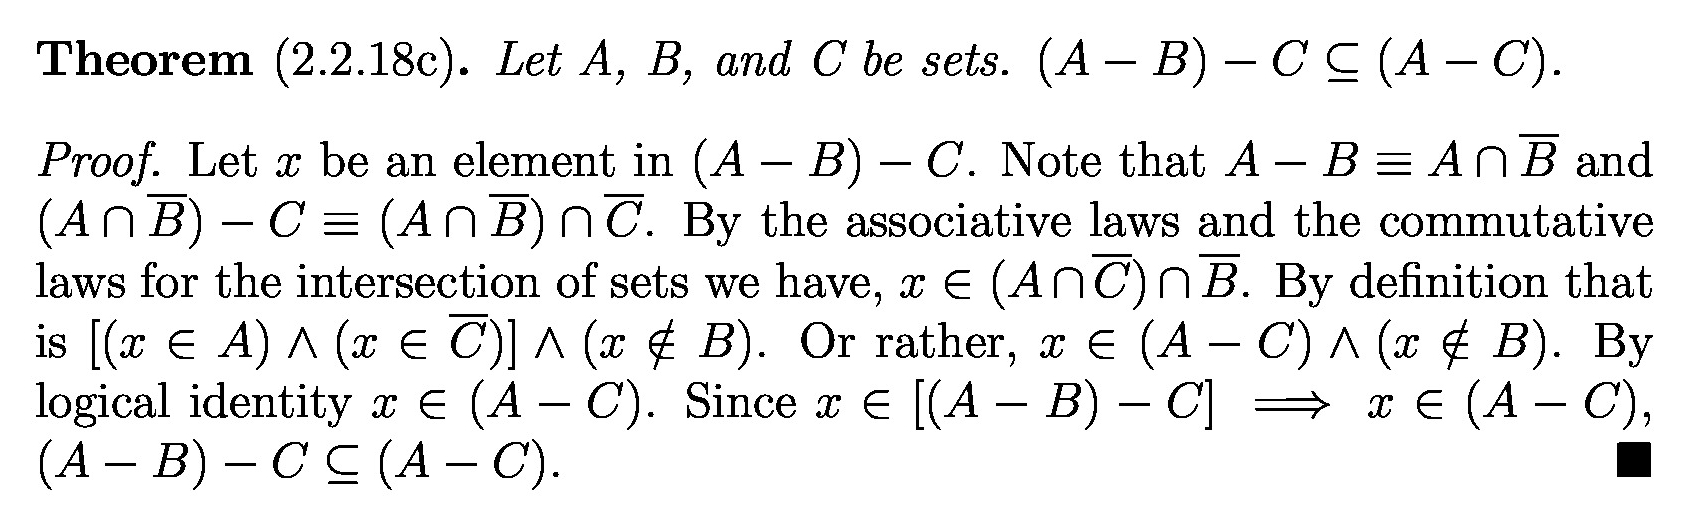 Theorem (2.2.18c). Let A, B, and C be sets. (A − B) − C ⊆ (A − C).
Proof. Let x be an element in (A − B) − C. Note that A − B ≡ A ∩ B̅ and
(A ∩ B̅) − C ≡ (A ∩ B̅) ∩ C̅. By the associative laws and the commutative
laws for the intersection of sets we have, x ∈ (A ∩ C̅) ∩ B̅. By definition that
is [(x ∈ A) ∧ (x ∈ C̅)] ∧ (x ∉ B). Or rather, x ∈ (A − C) ∧ (x ∉ B). By
logical identity x ∈ (A − C). Since x ∈ [(A − B) − C] ⟹ x ∈ (A − C),
(A − B) − C ⊆ (A − C). ■